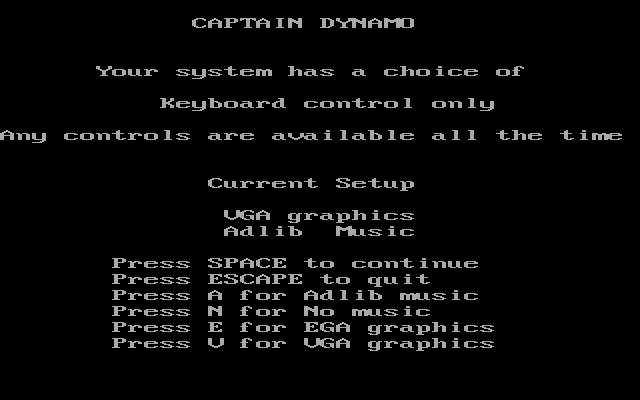 CAPTAIN DYNAMO
Your system has a choice of
Keyboard control only
Any controls are available all the time
Current Setup
VGA graphics
Adlib Music
Press SPACE to continue
Press ESCAPE to quit
Press A for Adlib music
Press N for No music
Press E for EGA graphics
Press V for VGA graphics